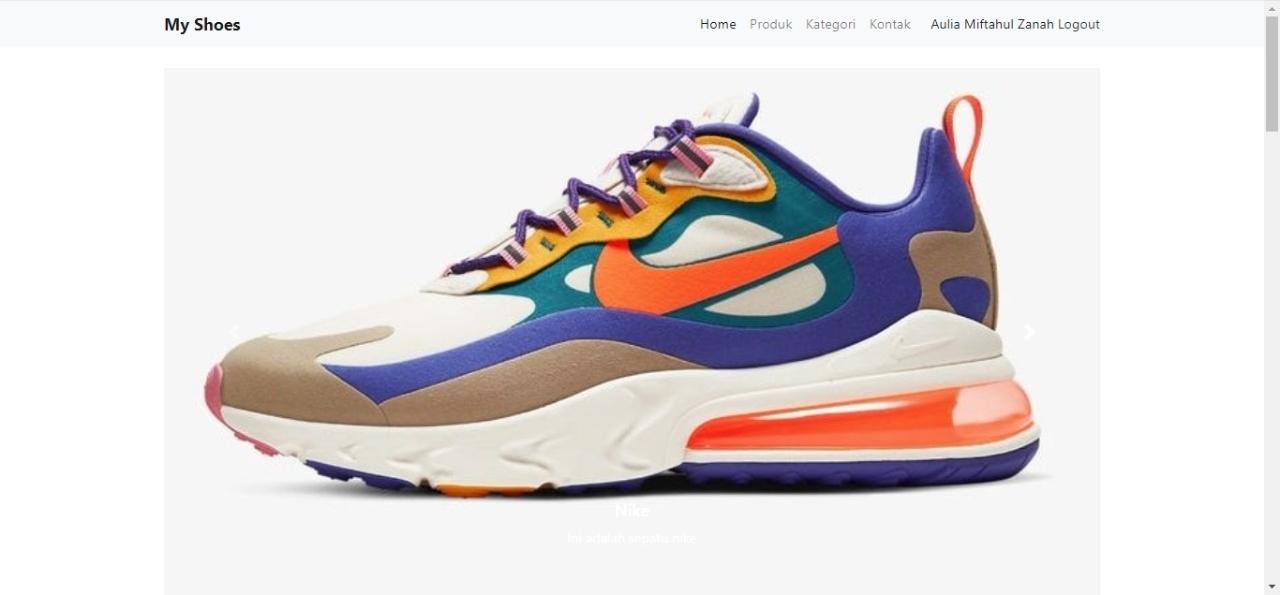 My Shoes
Home Produk Kategori Kontak Aulia Miftahul Zanah Logout
Nike
Ini adalah sepatu nike